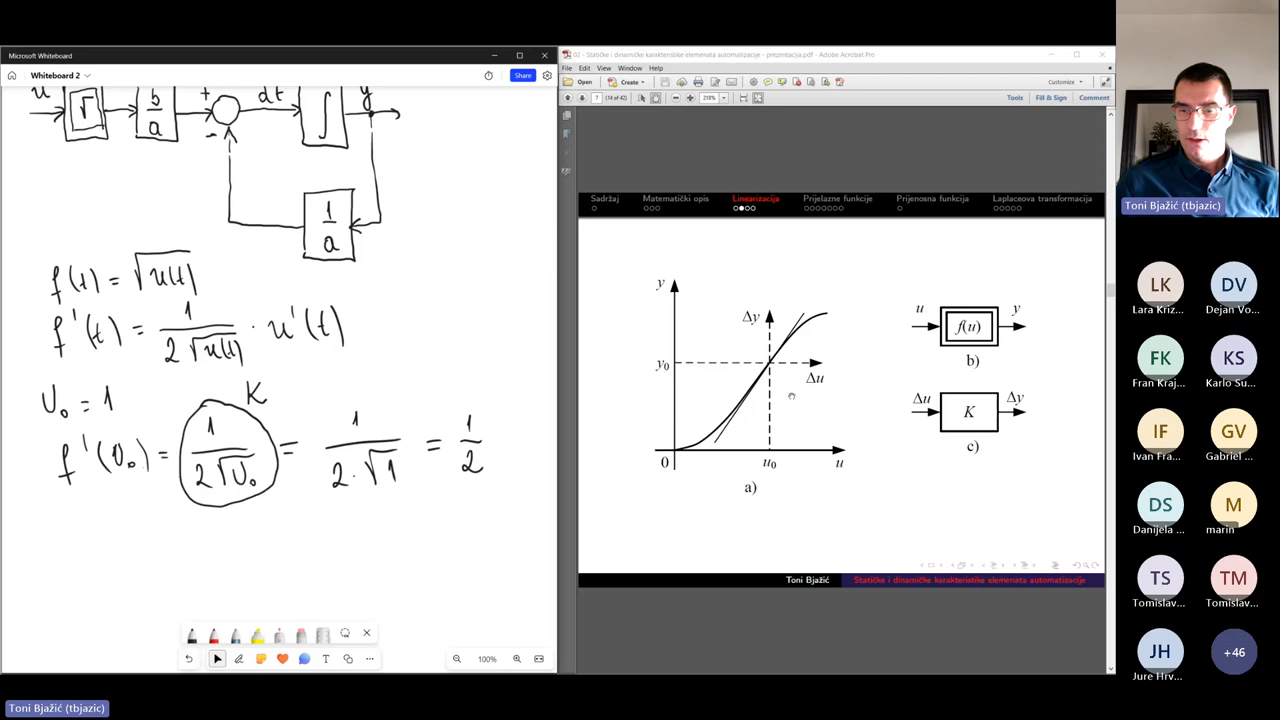 Microsoft Whiteboard
Whiteboard 2
Share
u
√
b/a
+
-
dt
∫
y
1/a
f(t) = √u(t)
f'(t) = 1/(2√u(t)) · u'(t)
U₀ = 1
K
f'(U₀) = 1/(2√U₀) = 1/(2·√1) = 1/2
100%
02 - Statičke i dinamičke karakteristike elemenata automatizacije - prezentacija.pdf - Adobe Acrobat Pro
File Edit View Window Help
Open
Create
Customize
7 (14 of 42)
218%
Tools Fill & Sign Comment
Sadržaj Matematički opis Linearizacija Prijelazne funkcije Prijenosna funkcija Laplaceova transformacija
y
Δy
y₀
Δu
0
u₀
u
a)
u
f(u)
y
b)
Δu
K
Δy
c)
Toni Bjažić
Statičke i dinamičke karakteristike elemenata automatizacije
Toni Bjažić (tbjazic)
LK
Lara Kriz...
DV
Dejan Vo...
FK
Fran Kraj...
KS
Karlo Su...
IF
Ivan Fra...
GV
Gordan V...
DS
Danijela ...
M
marin
TS
Tomislav...
TM
Tomislav...
JH
Jure Hrv...
+46
Toni Bjažić (tbjazic)